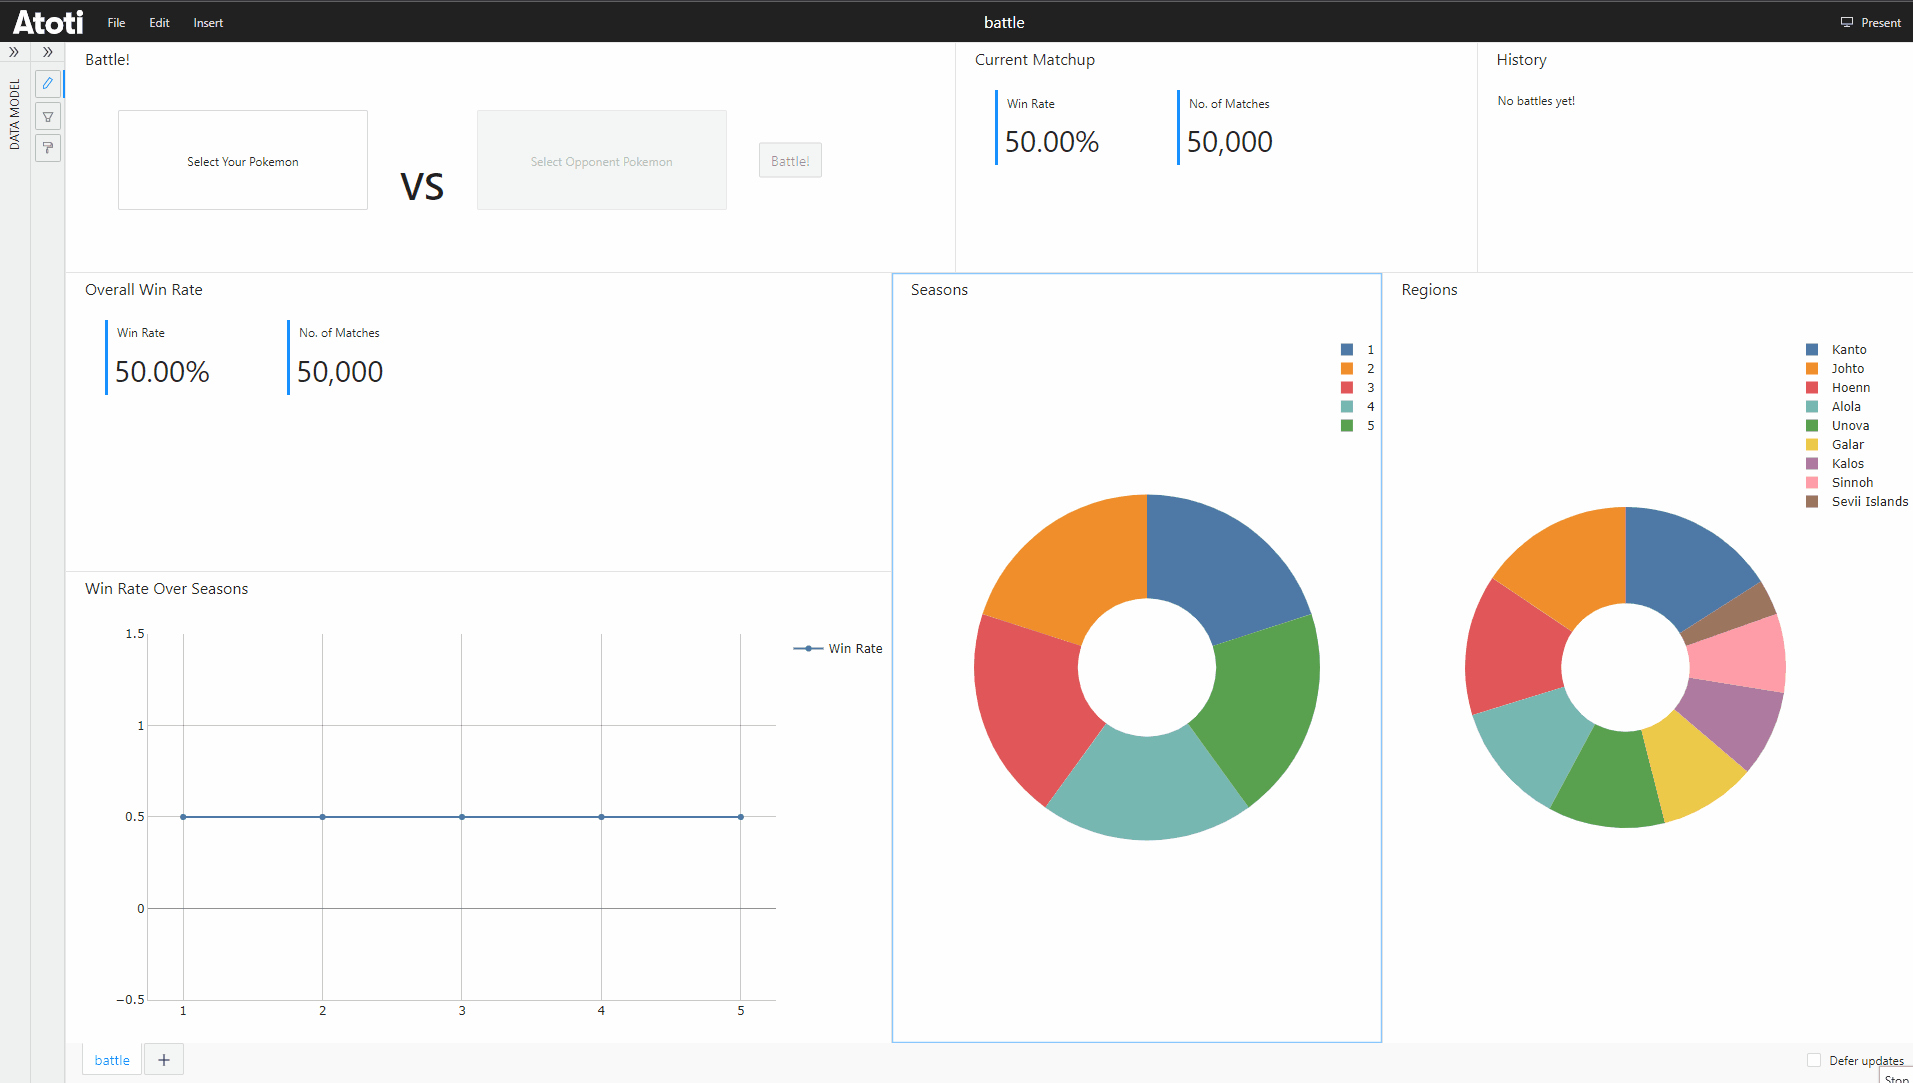 Atoti
File
Edit
Insert
battle
Present
DATA MODEL
Battle!
Select Your Pokemon
VS
Select Opponent Pokemon
Battle!
Current Matchup
Win Rate
50.00%
No. of Matches
50,000
History
No battles yet!
Overall Win Rate
Win Rate
50.00%
No. of Matches
50,000
Win Rate Over Seasons
1.5
1
0.5
0
−0.5
1
2
3
4
5
Win Rate
Seasons
1
2
3
4
5
Regions
Kanto
Johto
Hoenn
Alola
Unova
Galar
Kalos
Sinnoh
Sevii Islands
battle
+
Defer updates
Stop